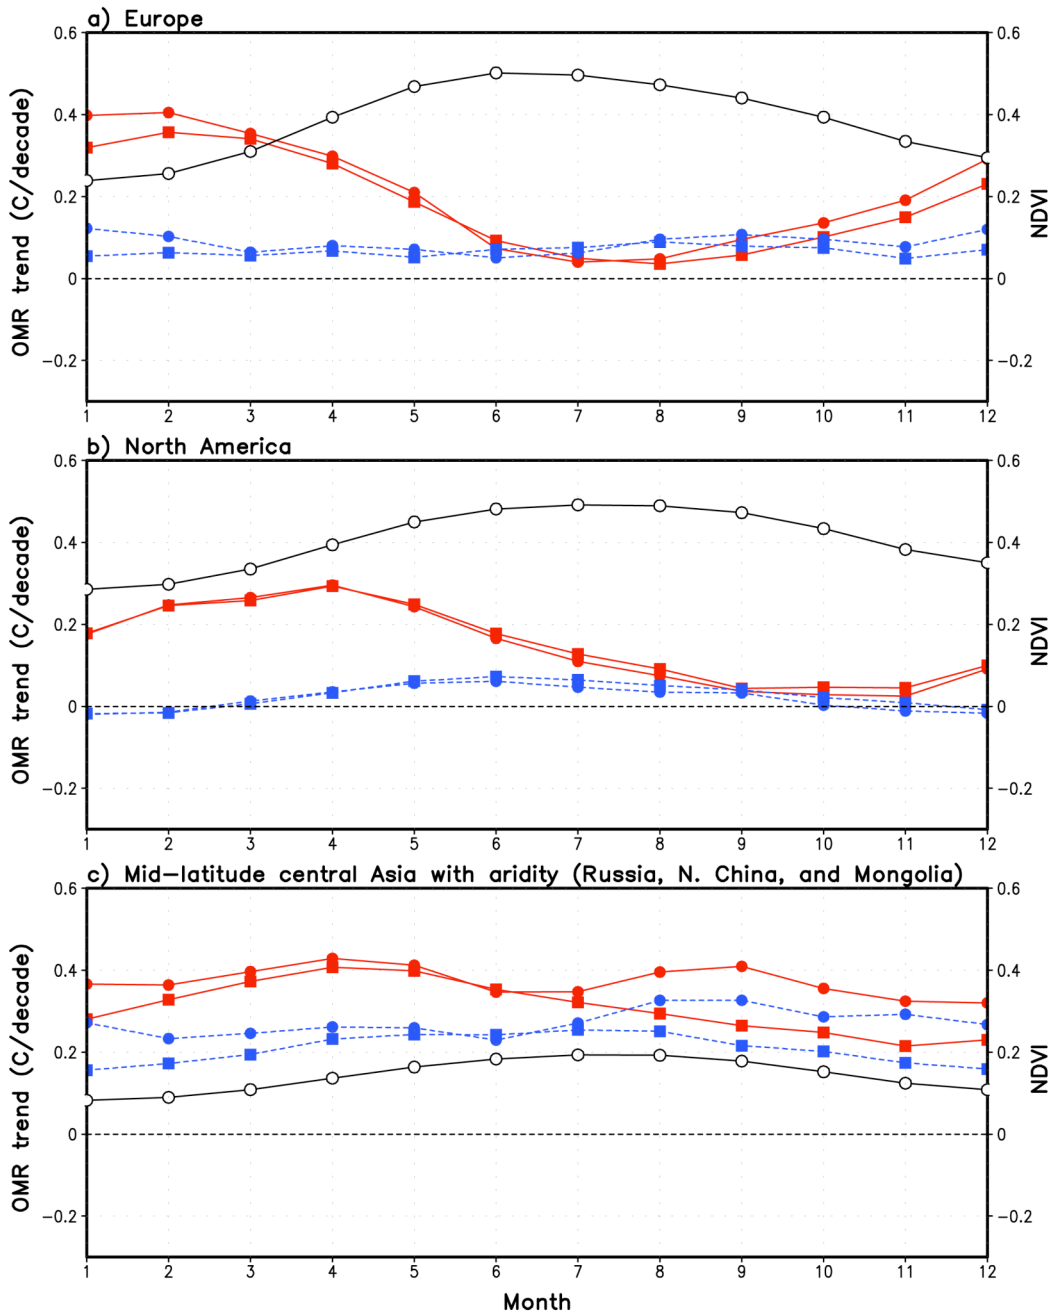 a) Europe
0.6
0.4
0.2
0
−0.2
OMR trend (C/decade)
0.6
0.4
0.2
0
−0.2
NDVI
1 2 3 4 5 6 7 8 9 10 11 12
b) North America
0.6
0.4
0.2
0
−0.2
OMR trend (C/decade)
0.6
0.4
0.2
0
−0.2
NDVI
1 2 3 4 5 6 7 8 9 10 11 12
c) Mid−latitude central Asia with aridity (Russia, N. China, and Mongolia)
0.6
0.4
0.2
0
−0.2
OMR trend (C/decade)
0.6
0.4
0.2
0
−0.2
NDVI
1 2 3 4 5 6 7 8 9 10 11 12
Month